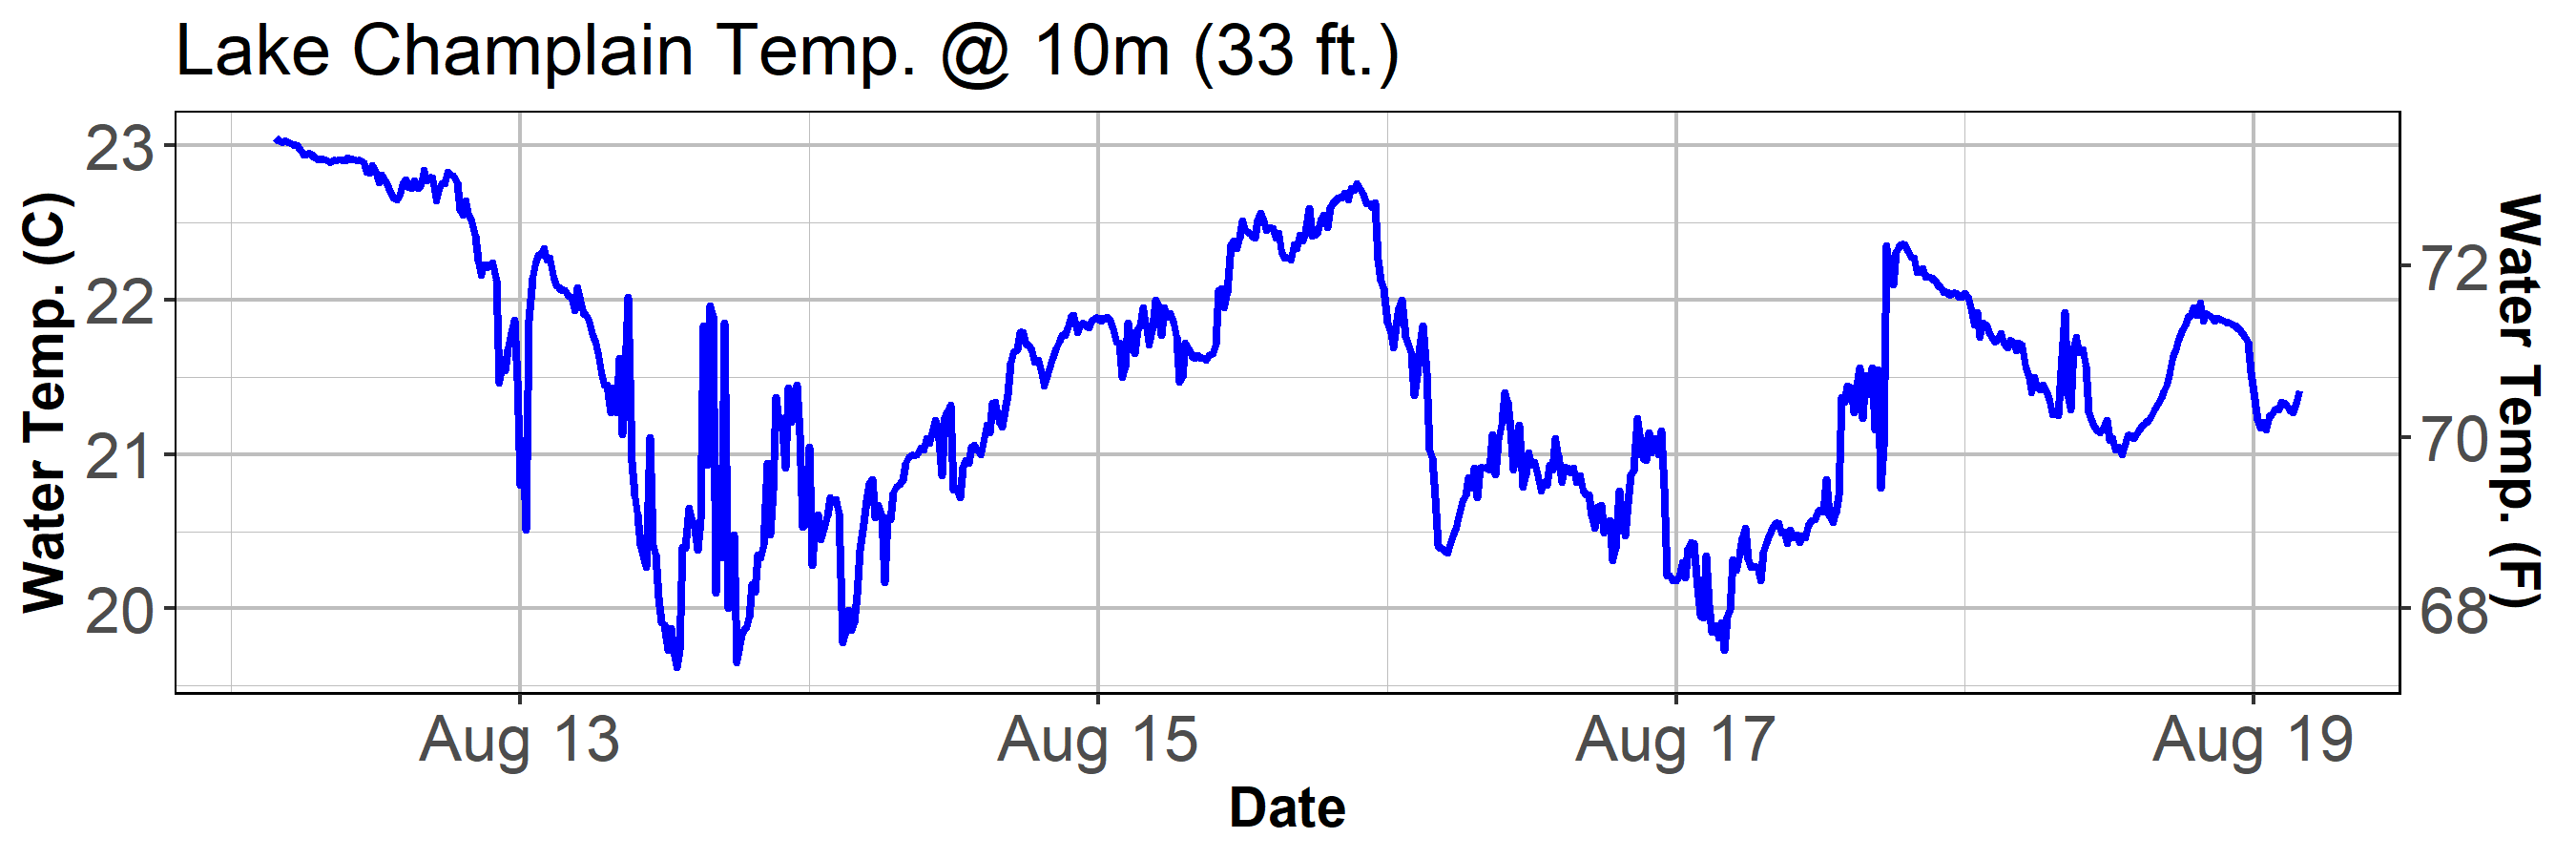 Lake Champlain Temp. @ 10m (33 ft.)
Water Temp. (C)
23
22
21
20
72
70
68
Water Temp. (F)
Aug 13
Aug 15
Aug 17
Aug 19
Date